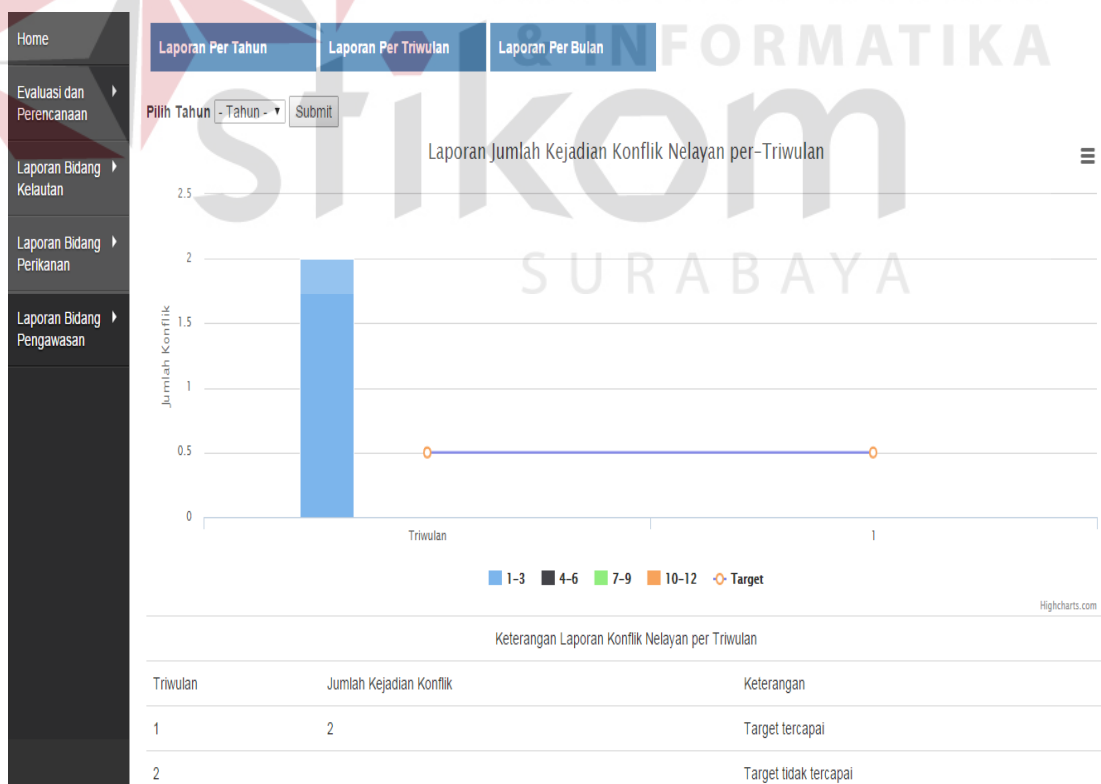 & INFORMATIKA
stikom
SURABAYA
Home
Evaluasi dan
Perencanaan
Laporan Bidang
Kelautan
Laporan Bidang
Perikanan
Laporan Bidang
Pengawasan
Laporan Per Tahun
Laporan Per Triwulan
Laporan Per Bulan
Pilih Tahun - Tahun - Submit
Laporan Jumlah Kejadian Konflik Nelayan per-Triwulan
Jumlah Konflik
2.5
2
1.5
1
0.5
0
Triwulan 1
1-3 4-6 7-9 10-12 Target
Highcharts.com
Keterangan Laporan Konflik Nelayan per Triwulan
Triwulan Jumlah Kejadian Konflik Keterangan
1 2 Target tercapai
2 Target tidak tercapai